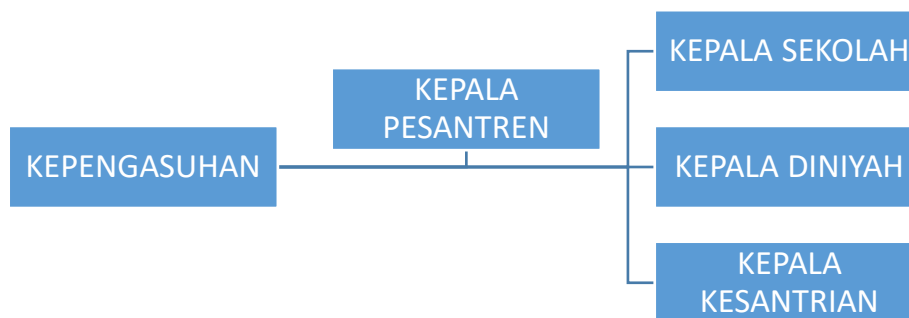 KEPENGASUHAN
KEPALA
PESANTREN
KEPALA SEKOLAH
KEPALA DINIYAH
KEPALA
KESANTRIAN